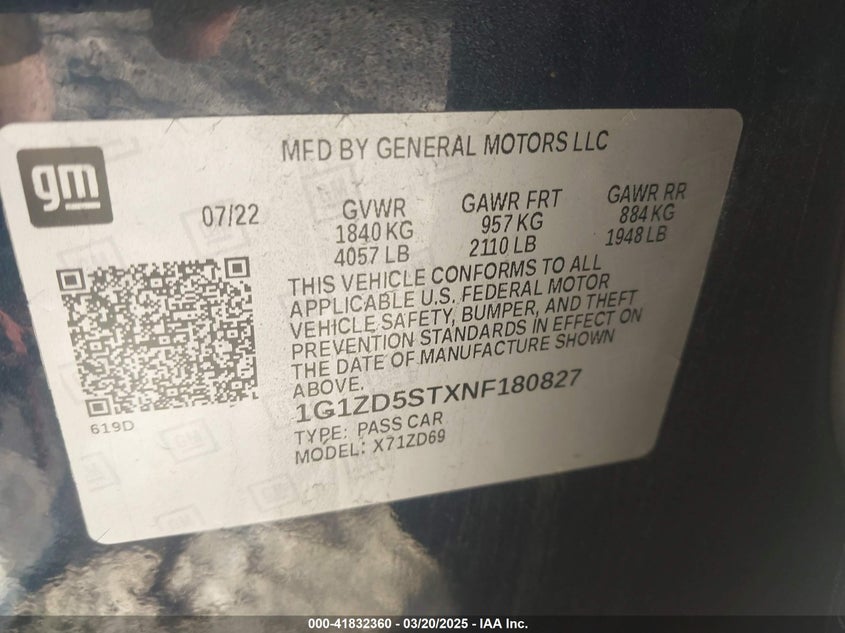 MFD BY GENERAL MOTORS LLC
gm
07/22
GVWR
1840 KG
4057 LB
GAWR FRT
957 KG
2110 LB
GAWR RR
884 KG
1948 LB
THIS VEHICLE CONFORMS TO ALL
APPLICABLE U.S. FEDERAL MOTOR
VEHICLE SAFETY, BUMPER, AND THEFT
PREVENTION STANDARDS IN EFFECT ON
THE DATE OF MANUFACTURE SHOWN
ABOVE.
1G1ZD5STXNF180827
TYPE: PASS CAR
MODEL: X71ZD69
619D
000-41832360 - 03/20/2025 - IAA Inc.